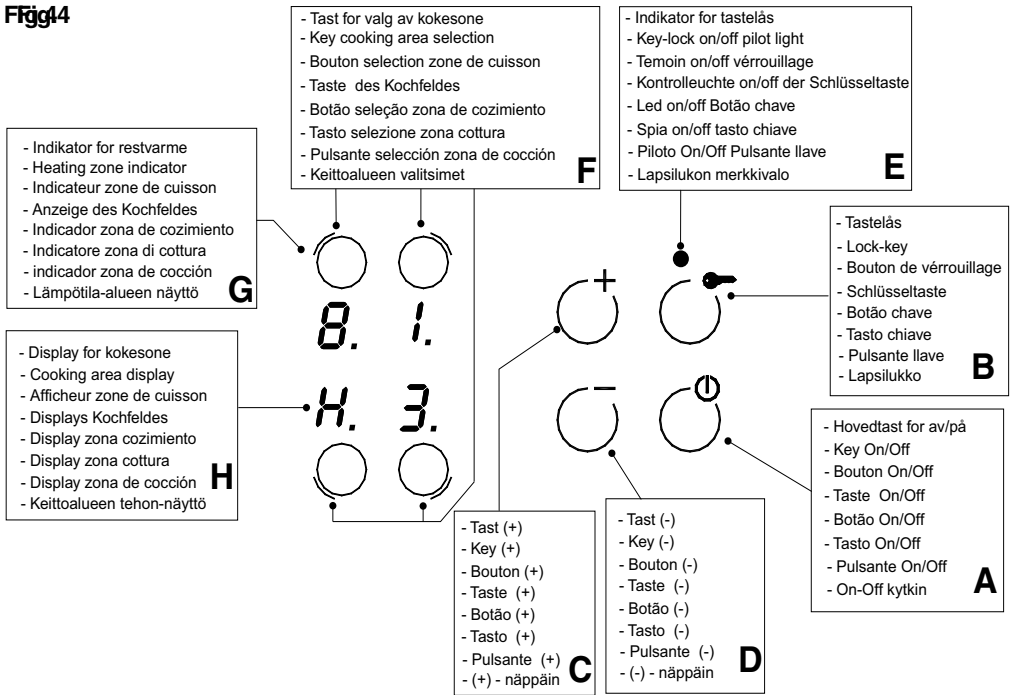 Fig.4
- Tast for valg av kokesone
- Key cooking area selection
- Bouton selection zone de cuisson
- Taste des Kochfeldes
- Botão seleção zona de cozimento
- Tasto selezione zona cottura
- Pulsante selección zona de cocción
- Keittoalueen valitsimet
F
- Indikator for tastelås
- Key-lock on/off pilot light
- Temoin on/off vérrouillage
- Kontrolleuchte on/off der Schlüsseltaste
- Led on/off Botão chave
- Spia on/off tasto chiave
- Piloto On/Off Pulsante llave
- Lapsilukon merkkivalo
E
- Indikator for restvarme
- Heating zone indicator
- Indicateur zone de cuisson
- Anzeige des Kochfeldes
- Indicador zona de cozimiento
- Indicatore zona di cottura
- indicador zona de cocción
- Lämpötila-alueen näyttö
G
- Tastelås
- Lock-key
- Bouton de vérrouillage
- Schlüsseltaste
- Botão chave
- Tasto chiave
- Pulsante llave
- Lapsilukko
B
8. 1.
+
- Display for kokesone
- Cooking area display
- Afficheur zone de cuisson
- Displays Kochfeldes
- Display zona cozimiento
- Display zona cottura
- Display zona de cocción
- Keittoalueen tehon-näyttö
H
H. 3.
−
- Hovedtast for av/på
- Key On/Off
- Bouton On/Off
- Taste On/Off
- Botão On/Off
- Tasto On/Off
- Pulsante On/Off
- On-Off kytkin
A
- Tast (+)
- Key (+)
- Bouton (+)
- Taste (+)
- Botão (+)
- Tasto (+)
- Pulsante (+)
- (+) - näppäin
C
- Tast (-)
- Key (-)
- Bouton (-)
- Taste (-)
- Botão (-)
- Tasto (-)
- Pulsante (-)
- (-) - näppäin
D